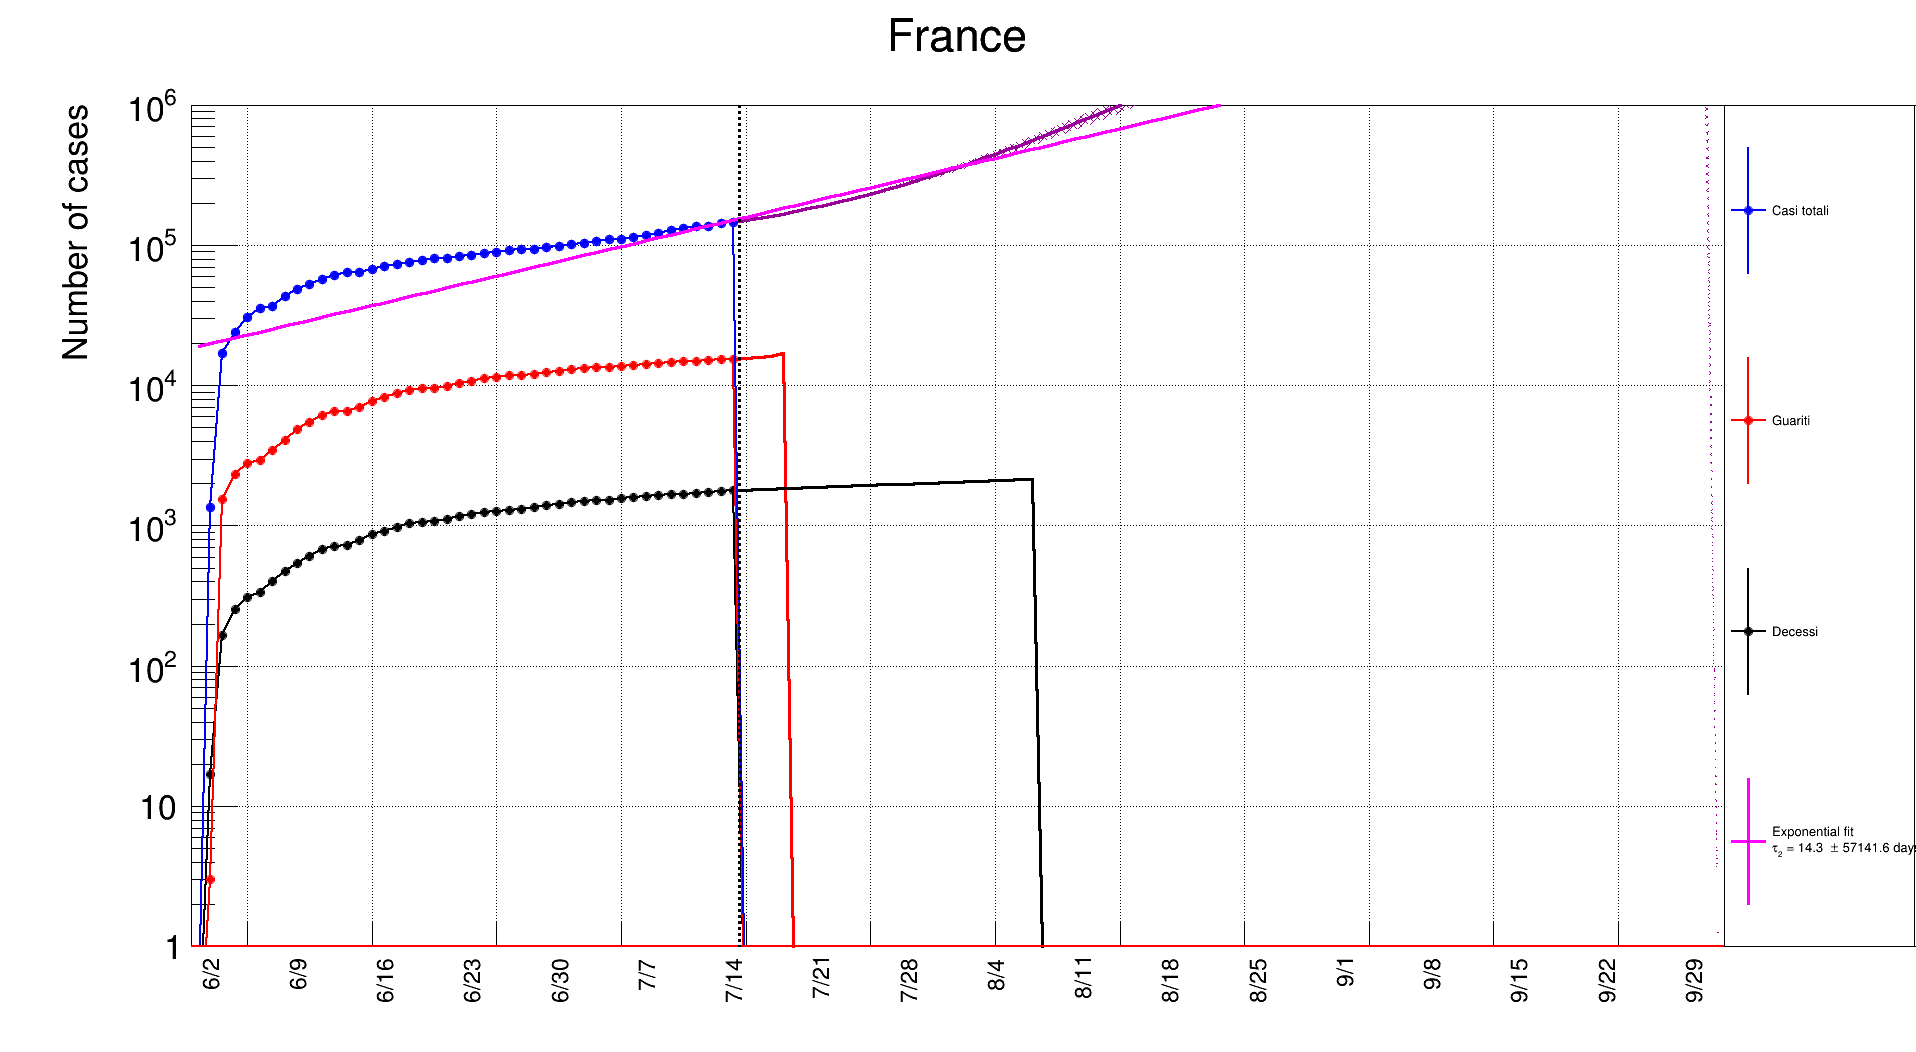 France
Number of cases
10^6
10^5
10^4
10^3
10^2
10
1
6/2 6/9 6/16 6/23 6/30 7/7 7/14 7/21 7/28 8/4 8/11 8/18 8/25 9/1 9/8 9/15 9/22 9/29
Casi totali
Guariti
Decessi
Exponential fit
τ₂ = 14.3 ± 57141.6 days